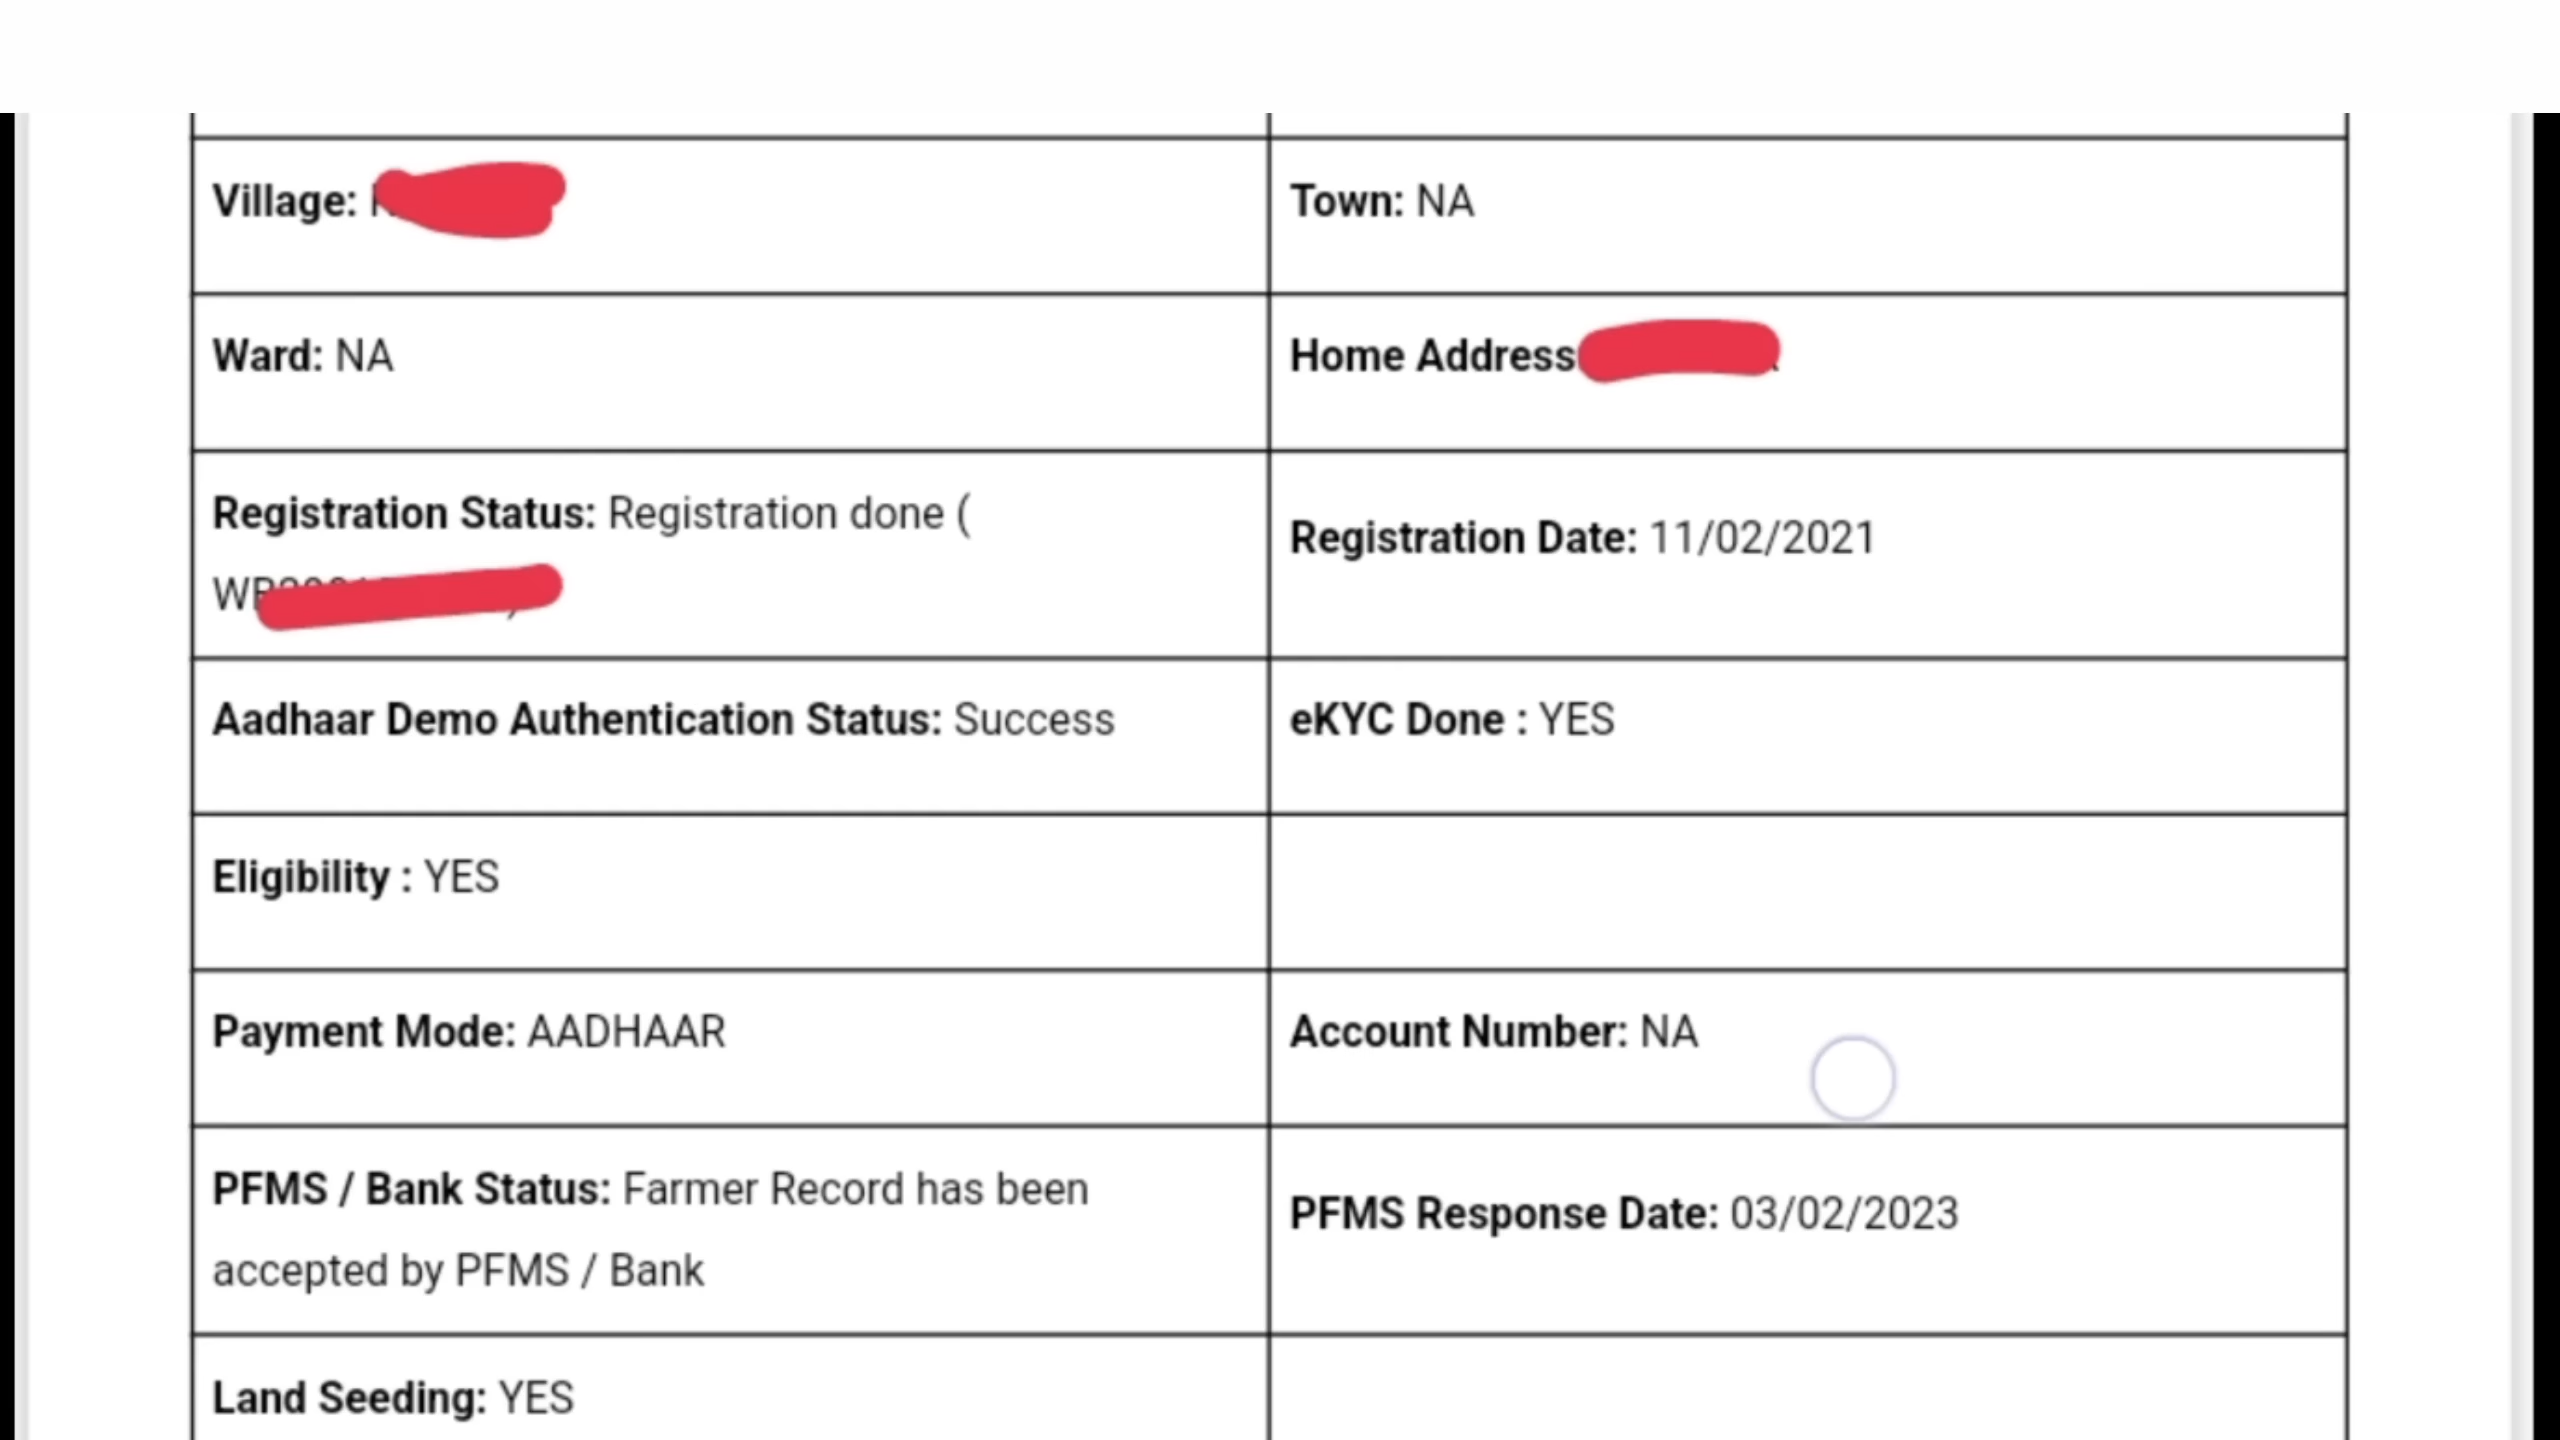 Village:
Town: NA
Ward: NA
Home Address
Registration Status: Registration done (
Registration Date: 11/02/2021
Aadhaar Demo Authentication Status: Success
eKYC Done : YES
Eligibility : YES
Payment Mode: AADHAAR
Account Number: NA
PFMS / Bank Status: Farmer Record has been
accepted by PFMS / Bank
PFMS Response Date: 03/02/2023
Land Seeding: YES